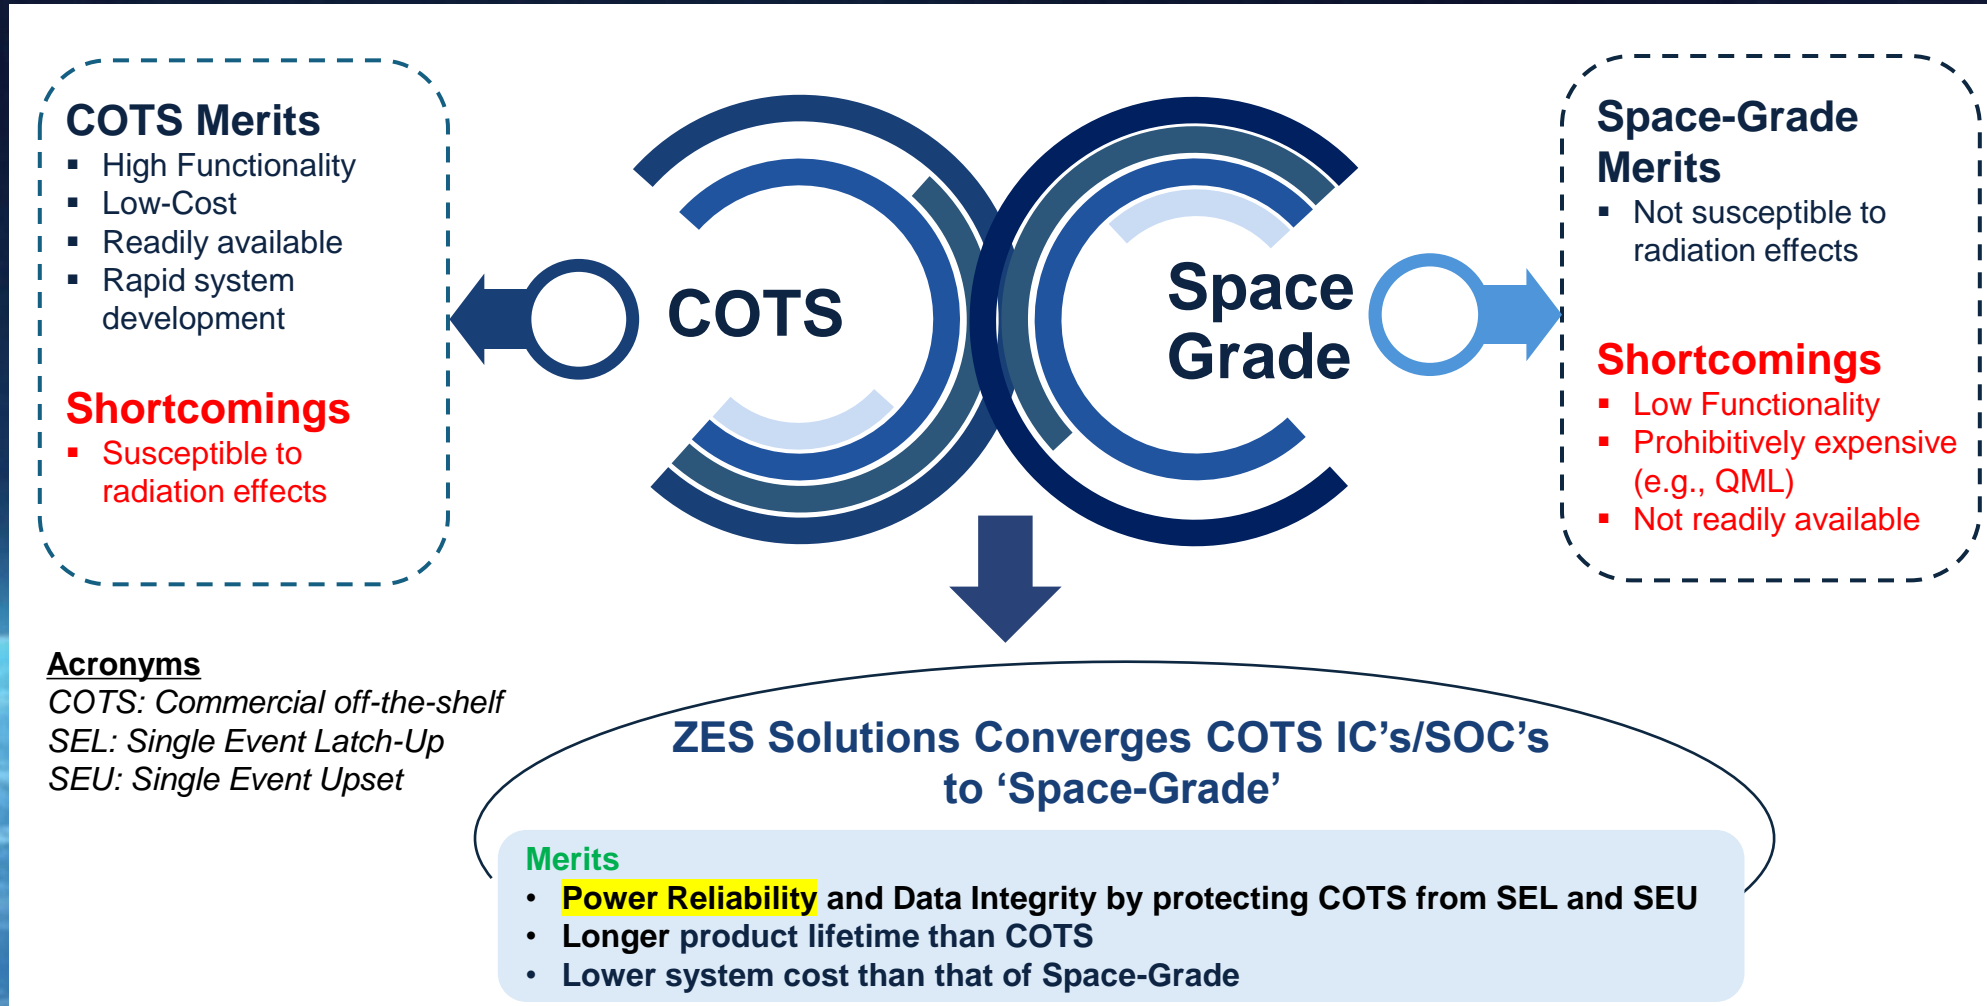 COTS Merits
▪ High Functionality
▪ Low-Cost
▪ Readily available
▪ Rapid system
development
Shortcomings
▪ Susceptible to
radiation effects
COTS
Space
Grade
Space-Grade
Merits
▪ Not susceptible to
radiation effects
Shortcomings
▪ Low Functionality
▪ Prohibitively expensive
(e.g., QML)
▪ Not readily available
Acronyms
COTS: Commercial off-the-shelf
SEL: Single Event Latch-Up
SEU: Single Event Upset
ZES Solutions Converges COTS IC’s/SOC’s
to ‘Space-Grade’
Merits
• Power Reliability and Data Integrity by protecting COTS from SEL and SEU
• Longer product lifetime than COTS
• Lower system cost than that of Space-Grade